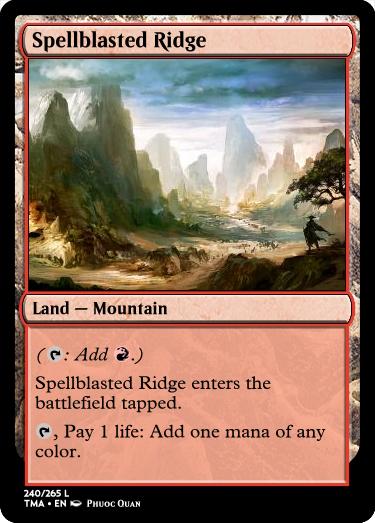 Spellblasted Ridge
Land — Mountain
(T: Add R.)
Spellblasted Ridge enters the
battlefield tapped.
T, Pay 1 life: Add one mana of any
color.
240/265 L
TMA • EN Phuoc Quan